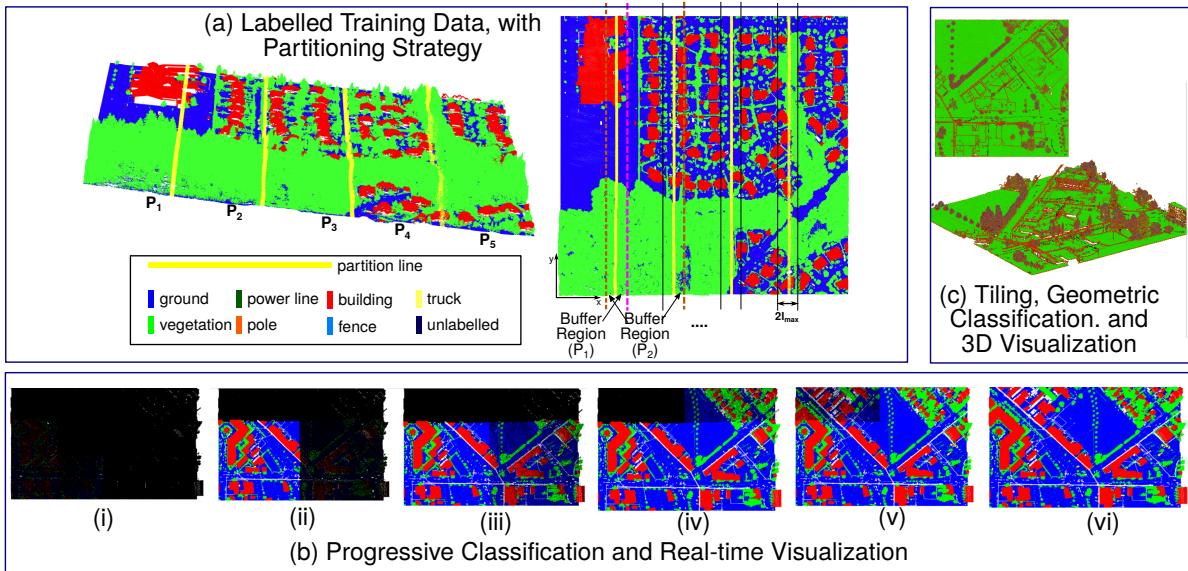 (a) Labelled Training Data, with
Partitioning Strategy
P1
P2
P3
P4
P5
partition line
ground
power line
building
truck
vegetation
pole
fence
unlabelled
y
x
Buffer
Region
(P1)
Buffer
Region
(P2)
....
2lmax
(c) Tiling, Geometric
Classification. and
3D Visualization
(i)
(ii)
(iii)
(iv)
(v)
(vi)
(b) Progressive Classification and Real-time Visualization